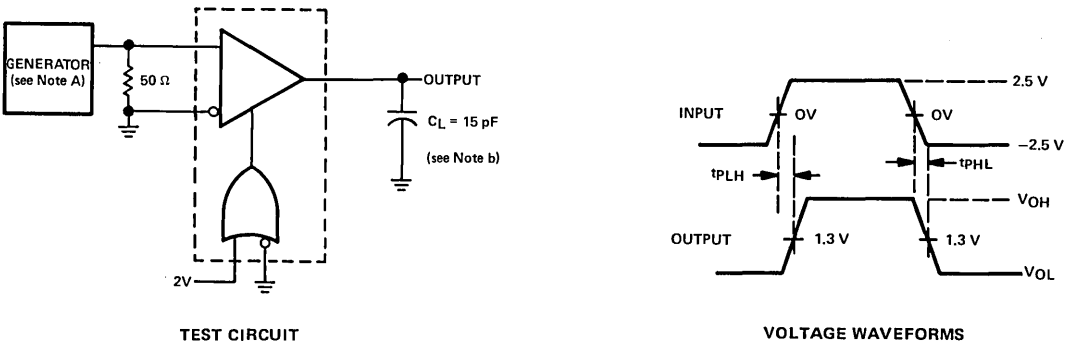 GENERATOR
(see Note A)
50 Ω
OUTPUT
CL = 15 pF
(see Note b)
2V
TEST CIRCUIT
INPUT
0V
0V
2.5 V
−2.5 V
tPLH
tPHL
OUTPUT
1.3 V
1.3 V
VOH
VOL
VOLTAGE WAVEFORMS